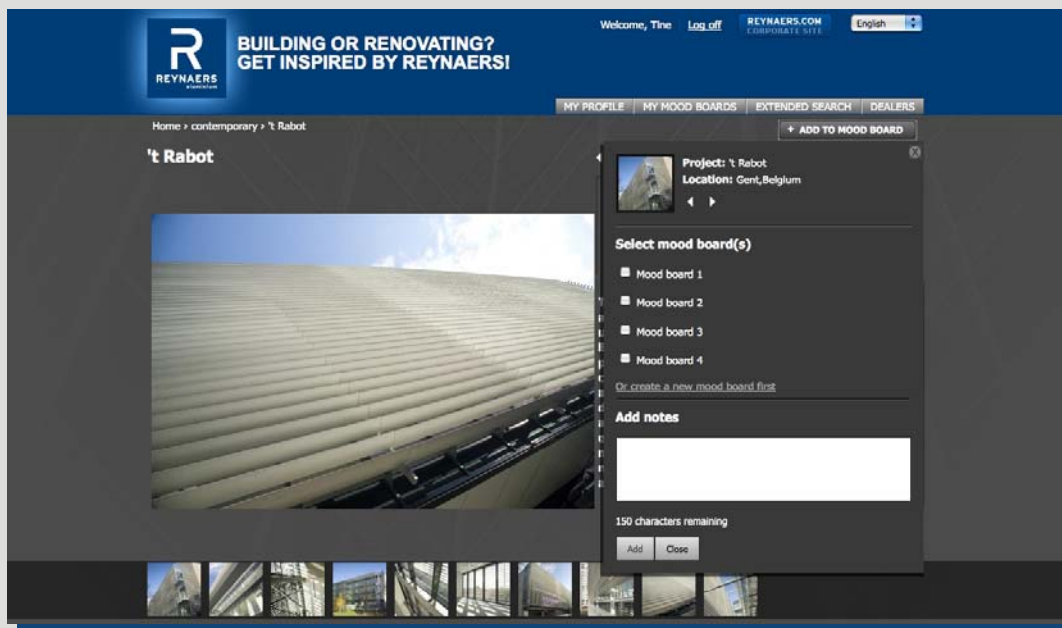 Welcome, Tine Log off REYNAERS.COM CORPORATE SITE English
R
REYNAERS
aluminium
BUILDING OR RENOVATING?
GET INSPIRED BY REYNAERS!
MY PROFILE MY MOOD BOARDS EXTENDED SEARCH DEALERS
Home › contemporary › 't Rabot
+ ADD TO MOOD BOARD
't Rabot
Project: 't Rabot
Location: Gent,Belgium
Select mood board(s)
Mood board 1
Mood board 2
Mood board 3
Mood board 4
Or create a new mood board first
Add notes
150 characters remaining
Add Close